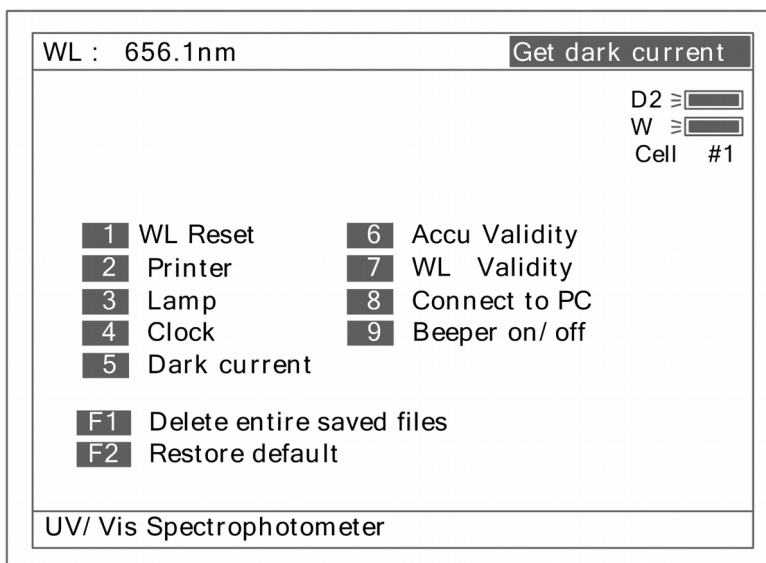 WL : 656.1nm Get dark current
D2
W
Cell #1
1 WL Reset 6 Accu Validity
2 Printer 7 WL Validity
3 Lamp 8 Connect to PC
4 Clock 9 Beeper on/ off
5 Dark current
F1 Delete entire saved files
F2 Restore default
UV/ Vis Spectrophotometer